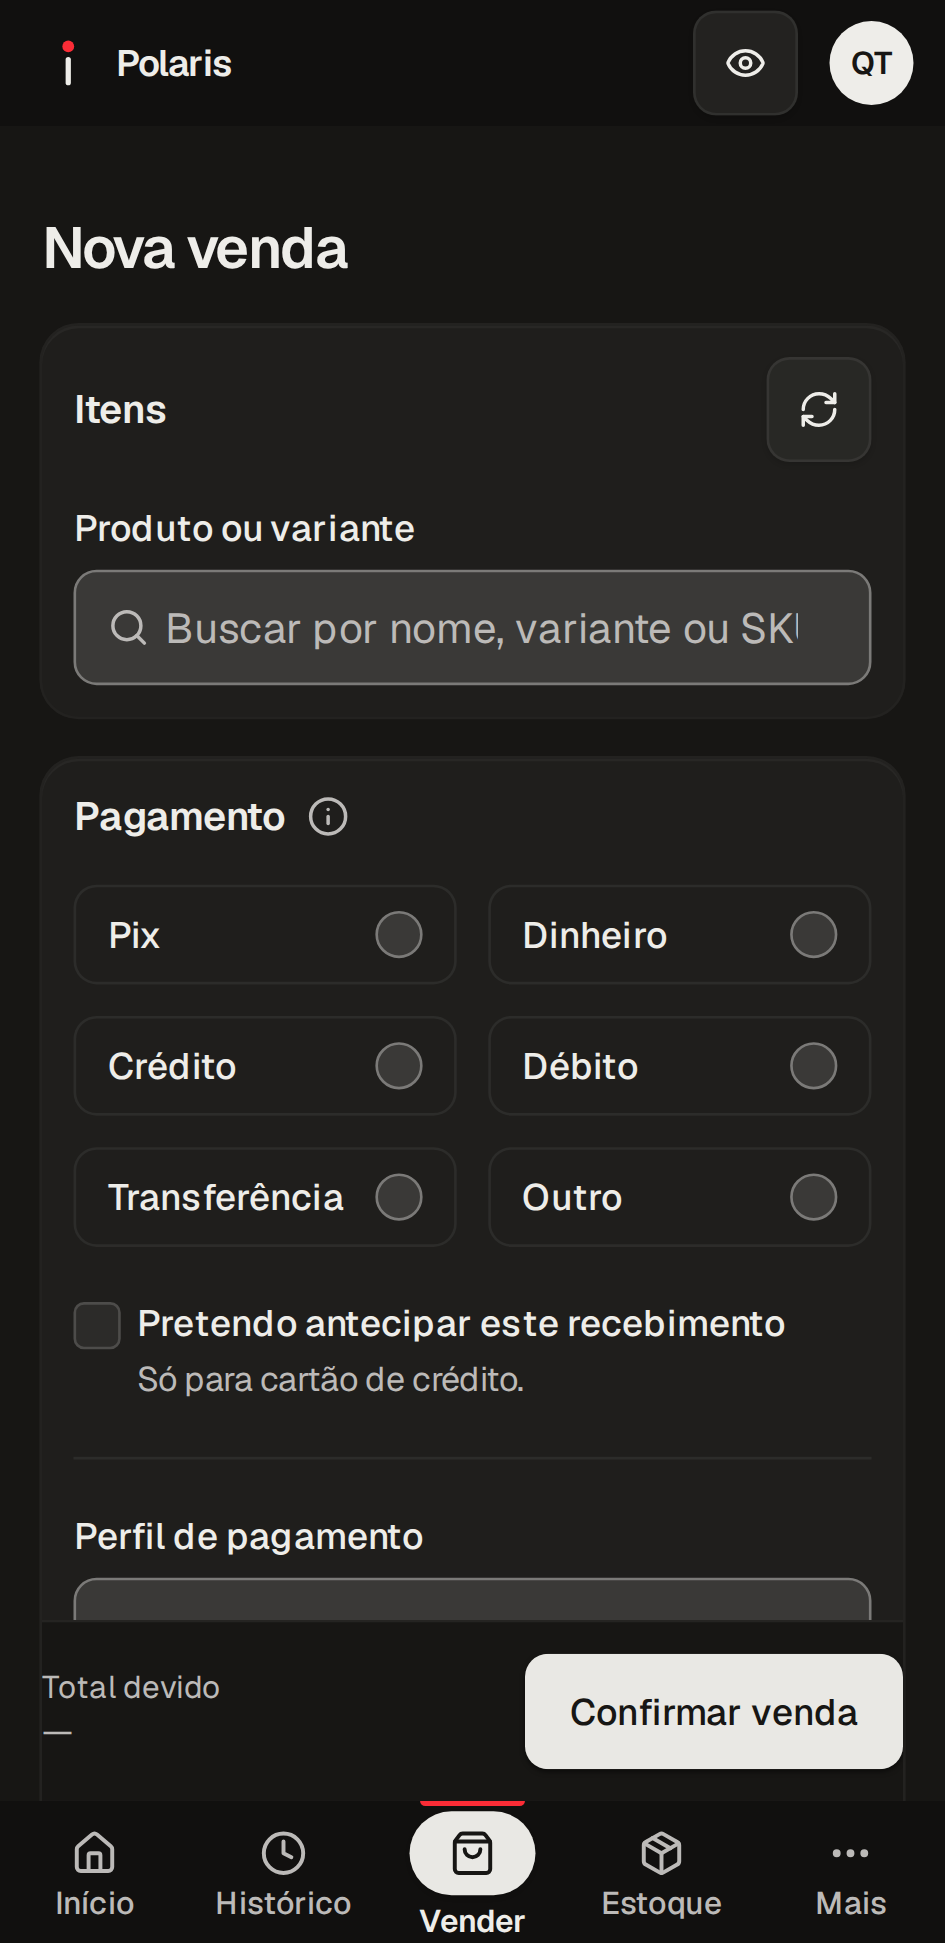 Polaris
QT
Nova venda
Itens
Produto ou variante
Buscar por nome, variante ou SK
Pagamento
Pix
Dinheiro
Crédito
Débito
Transferência
Outro
Pretendo antecipar este recebimento
Só para cartão de crédito.
Perfil de pagamento
Total devido
—
Confirmar venda
Início
Histórico
Vender
Estoque
Mais